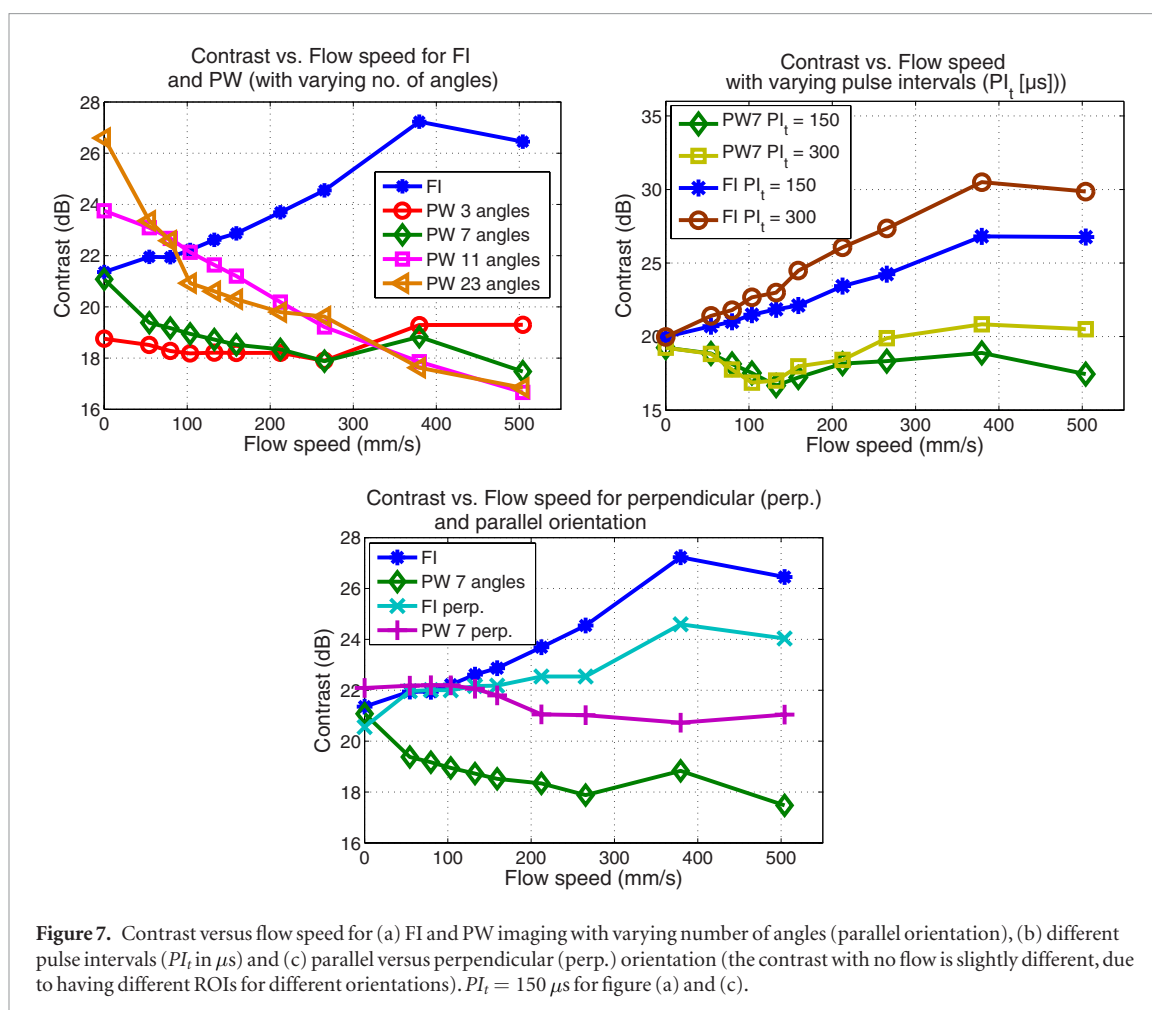 Contrast vs. Flow speed for FI
and PW (with varying no. of angles)
28
26
24
22
20
18
16
Contrast (dB)
FI
PW 3 angles
PW 7 angles
PW 11 angles
PW 23 angles
0 100 200 300 400 500
Flow speed (mm/s)
Contrast vs. Flow speed
with varying pulse intervals (PI_t [µs]))
35
30
25
20
15
Contrast (dB)
PW7 PI_t = 150
PW7 PI_t = 300
FI PI_t = 150
FI PI_t = 300
0 100 200 300 400 500
Flow speed (mm/s)
Contrast vs. Flow speed for perpendicular (perp.)
and parallel orientation
28
26
24
22
20
18
16
Contrast (dB)
FI
PW 7 angles
FI perp.
PW 7 perp.
0 100 200 300 400 500
Flow speed (mm/s)
Figure 7. Contrast versus flow speed for (a) FI and PW imaging with varying number of angles (parallel orientation), (b) different
pulse intervals (PI_t in µs) and (c) parallel versus perpendicular (perp.) orientation (the contrast with no flow is slightly different, due
to having different ROIs for different orientations). PI_t = 150 µs for figure (a) and (c).